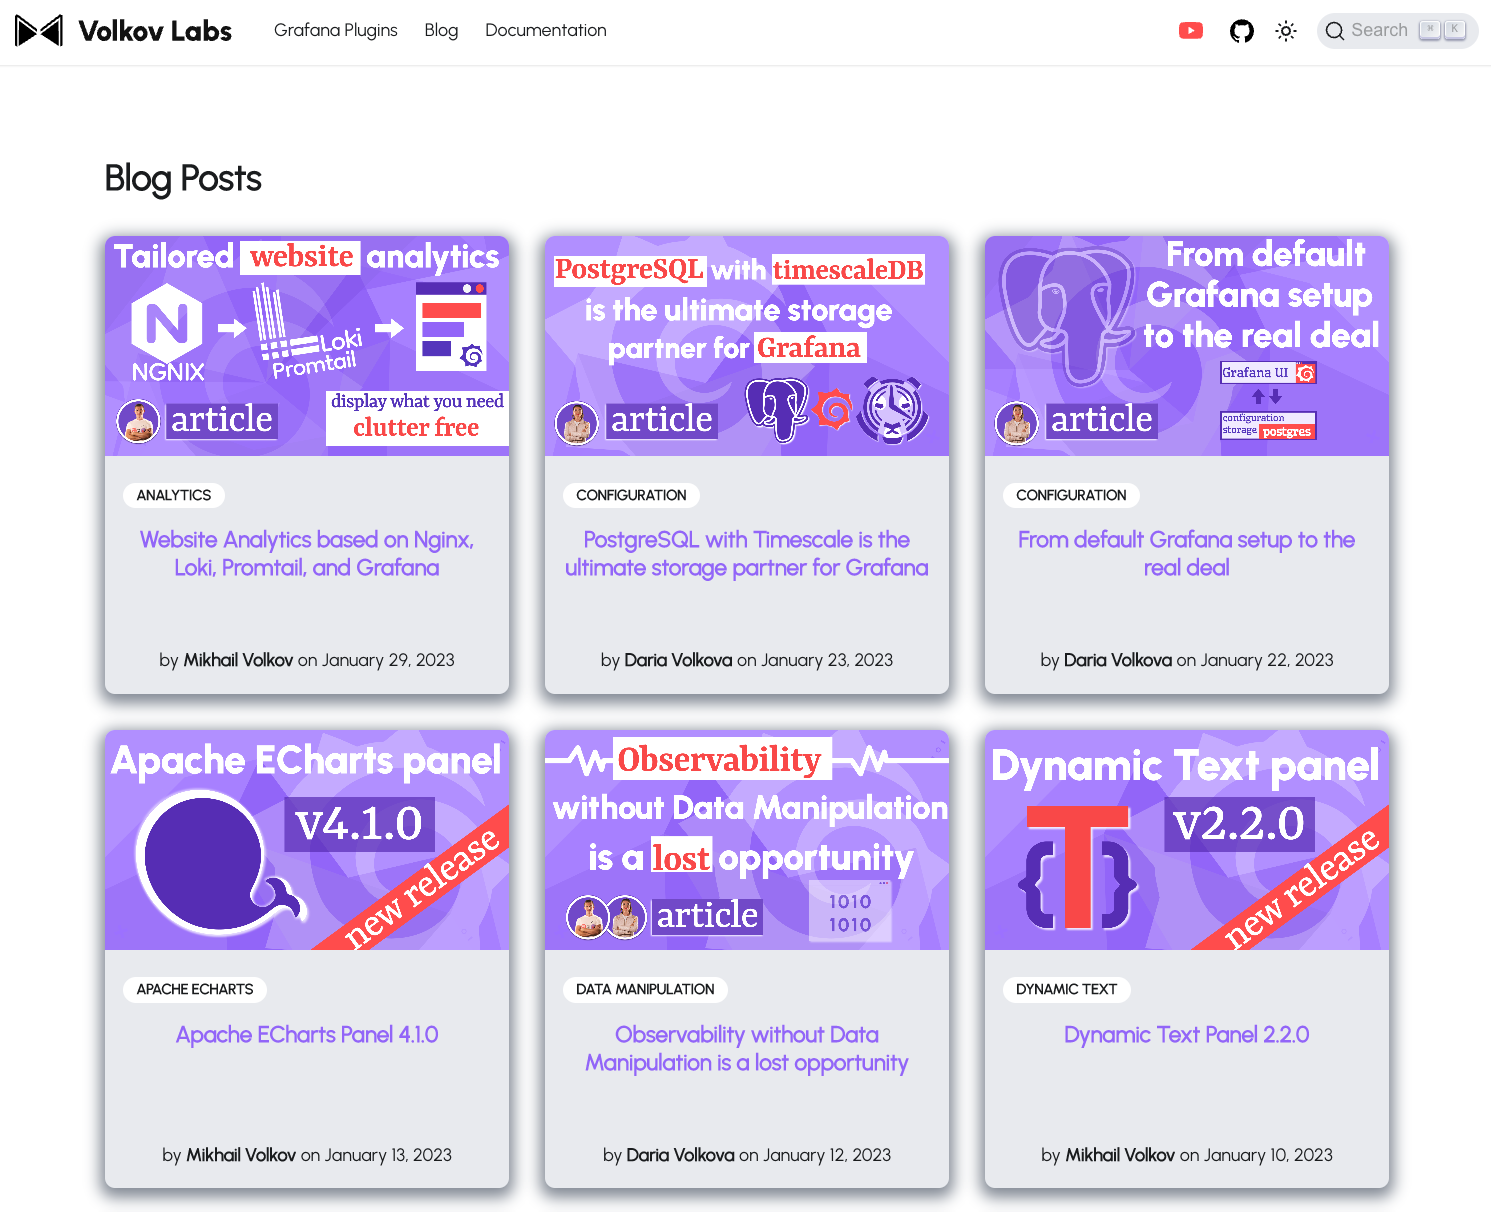 Volkov Labs Grafana Plugins Blog Documentation Search ⌘ K
Blog Posts
Tailored website analytics
NGNIX
Loki
Promtail
article
display what you need
clutter free
ANALYTICS
Website Analytics based on Nginx,
Loki, Promtail, and Grafana
by Mikhail Volkov on January 29, 2023
PostgreSQL with timescaleDB
is the ultimate storage
partner for Grafana
article
CONFIGURATION
PostgreSQL with Timescale is the
ultimate storage partner for Grafana
by Daria Volkova on January 23, 2023
From default
Grafana setup
to the real deal
Grafana UI
configuration
storage postgres
article
CONFIGURATION
From default Grafana setup to the
real deal
by Daria Volkova on January 22, 2023
Apache ECharts panel
v4.1.0
new release
APACHE ECHARTS
Apache ECharts Panel 4.1.0
by Mikhail Volkov on January 13, 2023
Observability
without Data Manipulation
is a lost opportunity
article
1010
1010
DATA MANIPULATION
Observability without Data
Manipulation is a lost opportunity
by Daria Volkova on January 12, 2023
Dynamic Text panel
{T}
v2.2.0
new release
DYNAMIC TEXT
Dynamic Text Panel 2.2.0
by Mikhail Volkov on January 10, 2023